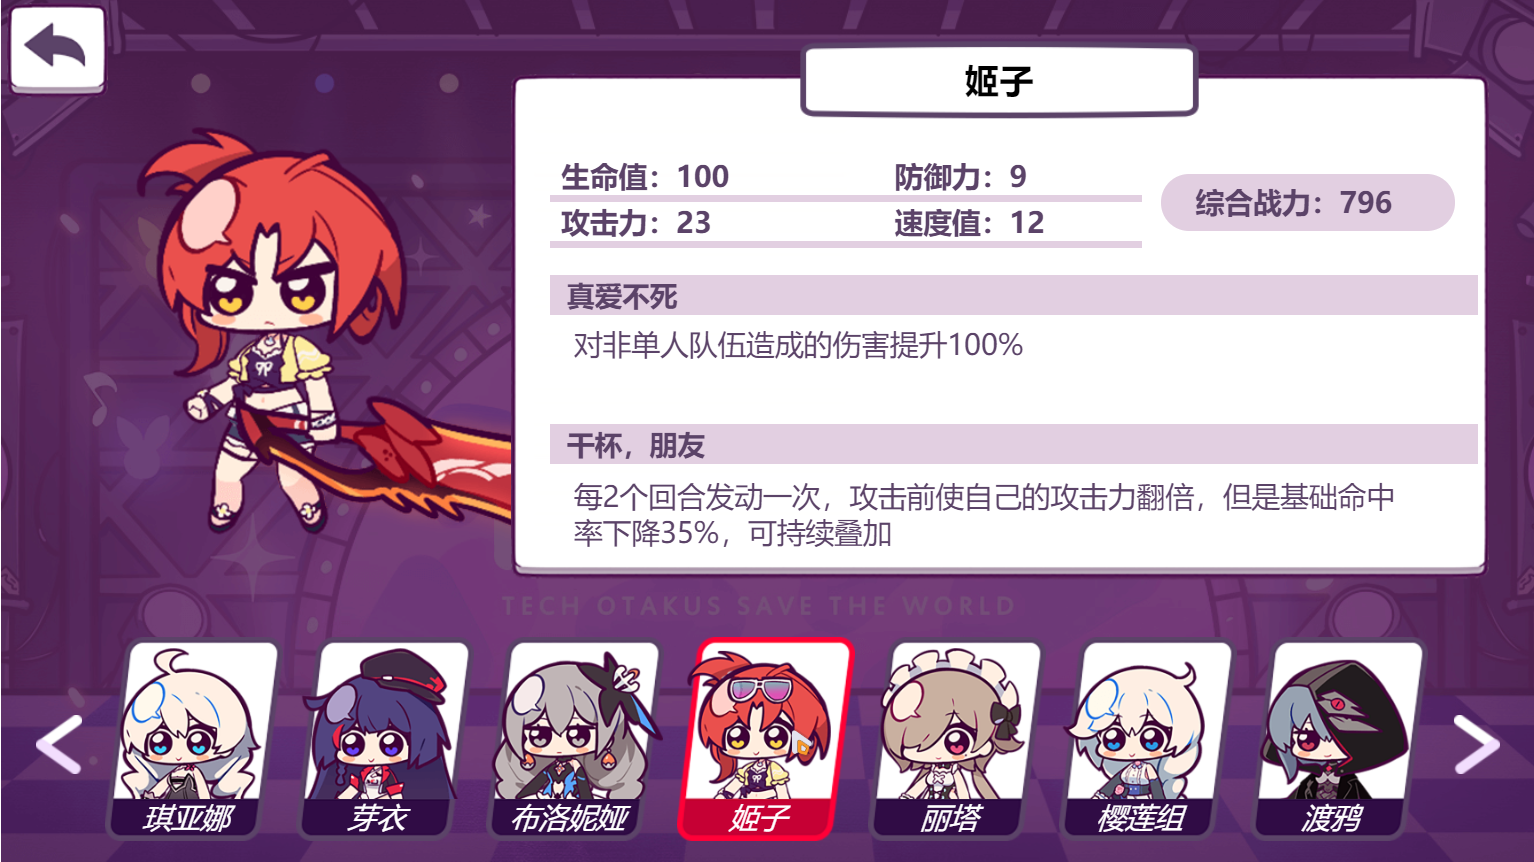 姬子
生命值：100
防御力：9
攻击力：23
速度值：12
综合战力：796
真爱不死
对非单人队伍造成的伤害提升100%
干杯，朋友
每2个回合发动一次，攻击前使自己的攻击力翻倍，但是基础命中
率下降35%，可持续叠加
TECH OTAKUS SAVE THE WORLD
琪亚娜
芽衣
布洛妮娅
姬子
丽塔
樱莲组
渡鸦